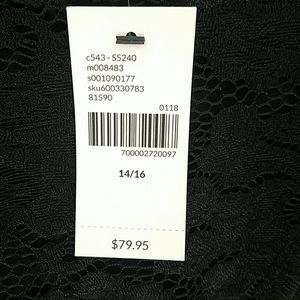 c543 - S5240
m008483
s001090177
sku600330783
81590
0118
700002720097
14/16
$79.95